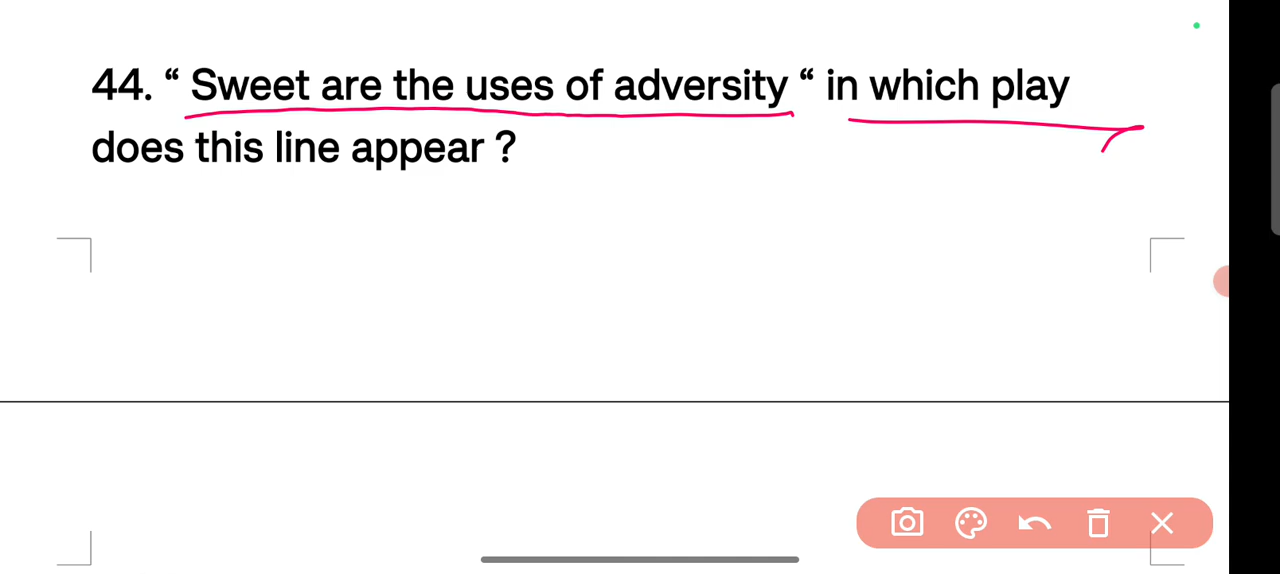 44. “ Sweet are the uses of adversity “ in which play
does this line appear ?